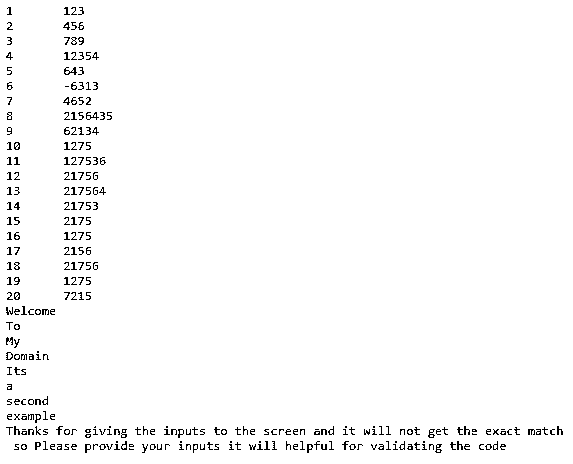 1 123
2 456
3 789
4 12354
5 643
6 -6313
7 4652
8 2156435
9 62134
10 1275
11 127536
12 21756
13 217564
14 21753
15 2175
16 1275
17 2156
18 21756
19 1275
20 7215
Welcome
To
My
Domain
Its
a
second
example
Thanks for giving the inputs to the screen and it will not get the exact match
so Please provide your inputs it will helpful for validating the code